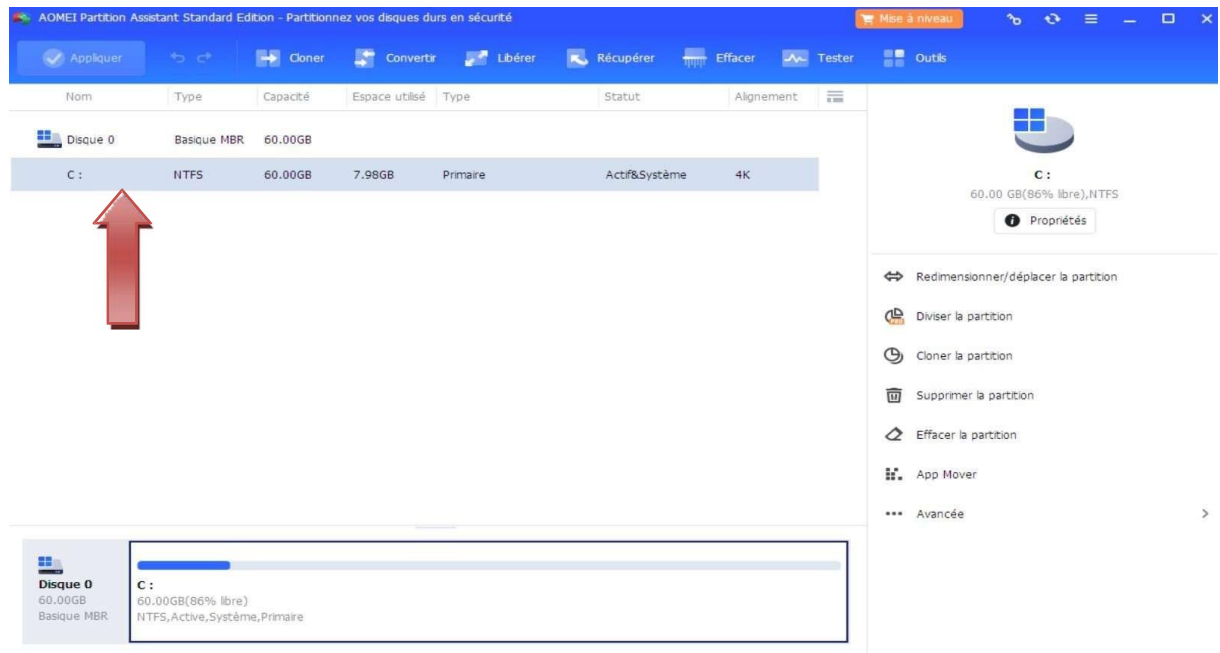 AOMEI Partition Assistant Standard Edition - Partitionnez vos disques durs en sécurité Mise à niveau
Appliquer Cloner Convertir Libérer Récupérer Effacer Tester Outils
Nom Type Capacité Espace utilisé Type Statut Alignement
Disque 0 Basique MBR 60.00GB
C : NTFS 60.00GB 7.98GB Primaire Actif&Système 4K
C :
60.00 GB(86% libre),NTFS
Propriétés
Redimensionner/déplacer la partition
PRO Diviser la partition
Cloner la partition
Supprimer la partition
Effacer la partition
App Mover
Avancée
Disque 0
60.00GB
Basique MBR
C :
60.00GB(86% libre)
NTFS,Active,Système,Primaire